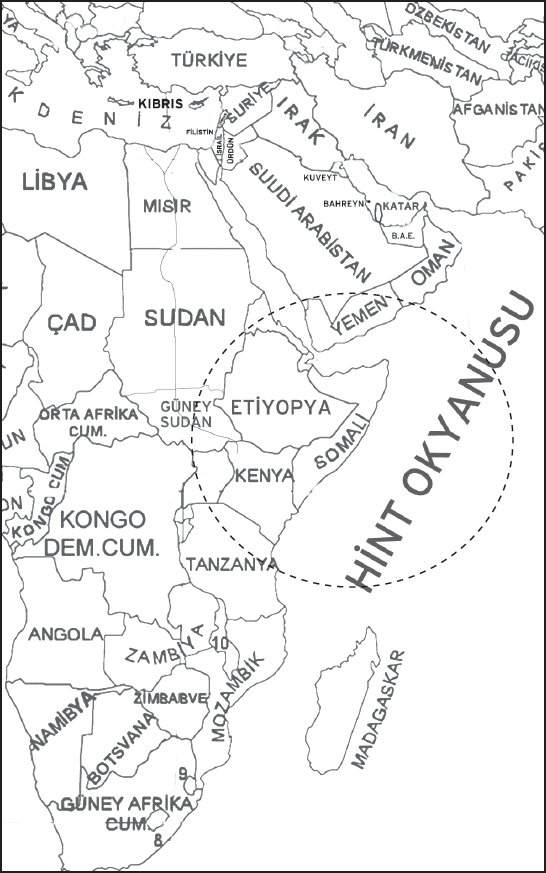 YA
ÖZBEKİSTAN
TÜRKMENİSTAN
TÜRKİYE
KDENİZ
KIBRIS
SURİYE
FİLİSTİN
İSRAİL
ÜRDÜN
IRAK
İRAN
AFGANİSTAN
PAKİS
KUVEYT
BAHREYN
KATAR
B.A.E.
SUUDİ ARABİSTAN
OMAN
YEMEN
LİBYA
MISIR
ÇAD
SUDAN
HİNT OKYANUSU
ORTA AFRİKA
CUM.
GÜNEY
SUDAN
ETİYOPYA
SOMALİ
UN
KENYA
ON
KONGO CUM.
KONGO
DEM.CUM.
TANZANYA
ANGOLA
ZAMBİYA
10
MOZAMBİK
MADAGASKAR
NAMİBYA
ZİMBABVE
BOTSVANA
9
GÜNEY AFRİKA
CUM.
8